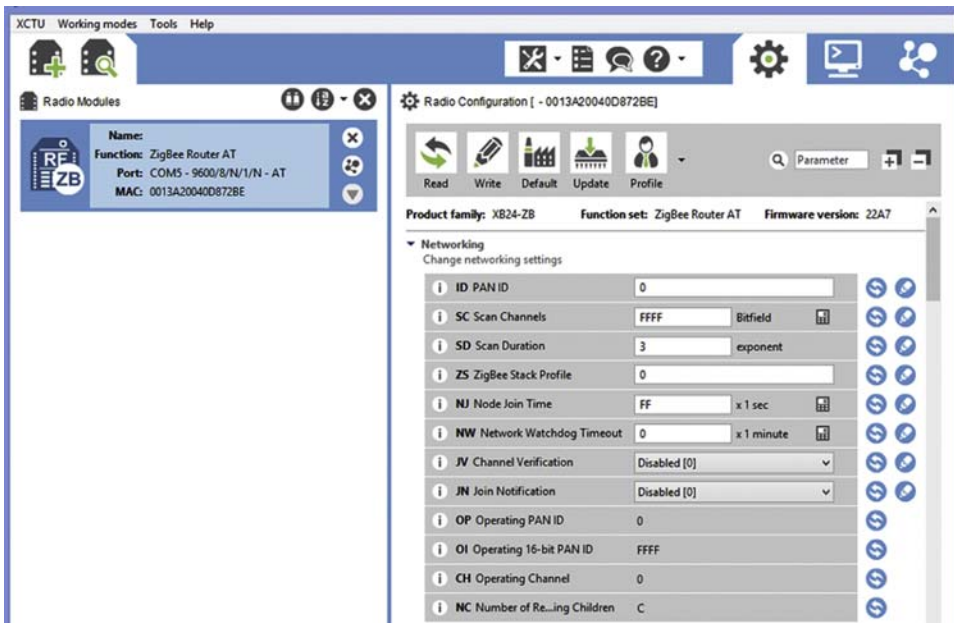 XCTU Working modes Tools Help
Radio Modules
Name:
Function: ZigBee Router AT
Port: COM5 - 9600/8/N/1/N - AT
MAC: 0013A20040D872BE
RF
ZB
Radio Configuration [ - 0013A20040D872BE]
Read Write Default Update Profile
Parameter
Product family: XB24-ZB Function set: ZigBee Router AT Firmware version: 22A7
Networking
Change networking settings
i ID PAN ID 0
i SC Scan Channels FFFF Bitfield
i SD Scan Duration 3 exponent
i ZS ZigBee Stack Profile 0
i NJ Node Join Time FF x 1 sec
i NW Network Watchdog Timeout 0 x 1 minute
i JV Channel Verification Disabled [0]
i JN Join Notification Disabled [0]
i OP Operating PAN ID 0
i OI Operating 16-bit PAN ID FFFF
i CH Operating Channel 0
i NC Number of Re...ing Children C